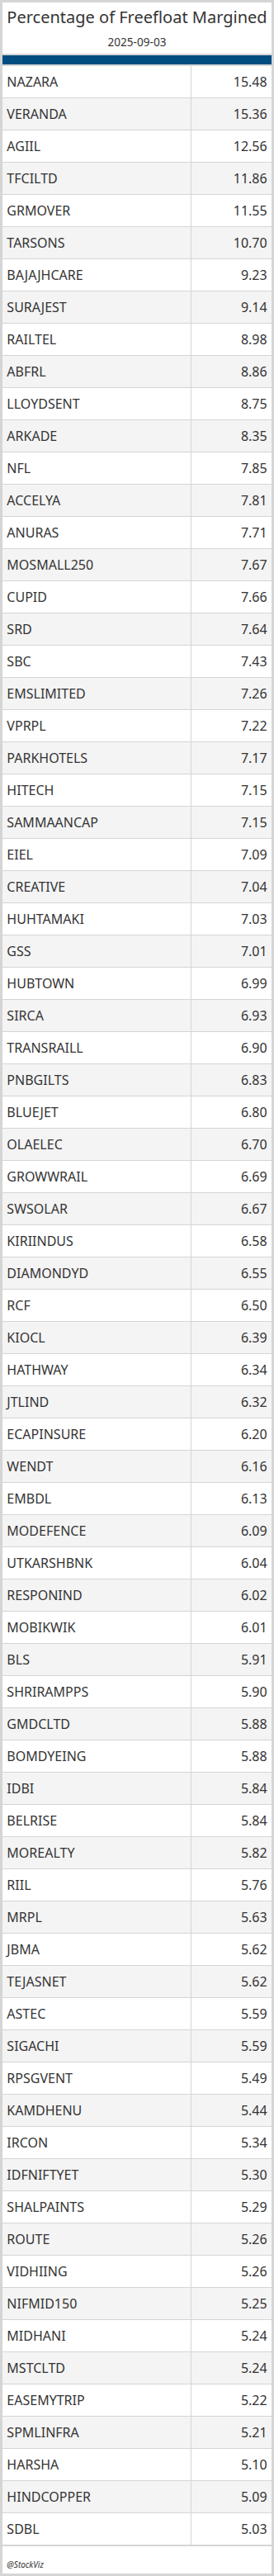 Percentage of Freefloat Margined
2025-09-03
NAZARA 15.48
VERANDA 15.36
AGIIL 12.56
TFCILTD 11.86
GRMOVER 11.55
TARSONS 10.70
BAJAJHCARE 9.23
SURAJEST 9.14
RAILTEL 8.98
ABFRL 8.86
LLOYDSENT 8.75
ARKADE 8.35
NFL 7.85
ACCELYA 7.81
ANURAS 7.71
MOSMALL250 7.67
CUPID 7.66
SRD 7.64
SBC 7.43
EMSLIMITED 7.26
VPRPL 7.22
PARKHOTELS 7.17
HITECH 7.15
SAMMAANCAP 7.15
EIEL 7.09
CREATIVE 7.04
HUHTAMAKI 7.03
GSS 7.01
HUBTOWN 6.99
SIRCA 6.93
TRANSRAILL 6.90
PNBGILTS 6.83
BLUEJET 6.80
OLAELEC 6.70
GROWWRAIL 6.69
SWSOLAR 6.67
KIRIINDUS 6.58
DIAMONDYD 6.55
RCF 6.50
KIOCL 6.39
HATHWAY 6.34
JTLIND 6.32
ECAPINSURE 6.20
WENDT 6.16
EMBDL 6.13
MODEFENCE 6.09
UTKARSHBNK 6.04
RESPONIND 6.02
MOBIKWIK 6.01
BLS 5.91
SHRIRAMPPS 5.90
GMDCLTD 5.88
BOMDYEING 5.88
IDBI 5.84
BELRISE 5.84
MOREALTY 5.82
RIIL 5.76
MRPL 5.63
JBMA 5.62
TEJASNET 5.62
ASTEC 5.59
SIGACHI 5.59
RPSGVENT 5.49
KAMDHENU 5.44
IRCON 5.34
IDFNIFTYET 5.30
SHALPAINTS 5.29
ROUTE 5.26
VIDHIING 5.26
NIFMID150 5.25
MIDHANI 5.24
MSTCLTD 5.24
EASEMYTRIP 5.22
SPMLINFRA 5.21
HARSHA 5.10
HINDCOPPER 5.09
SDBL 5.03
@StockViz